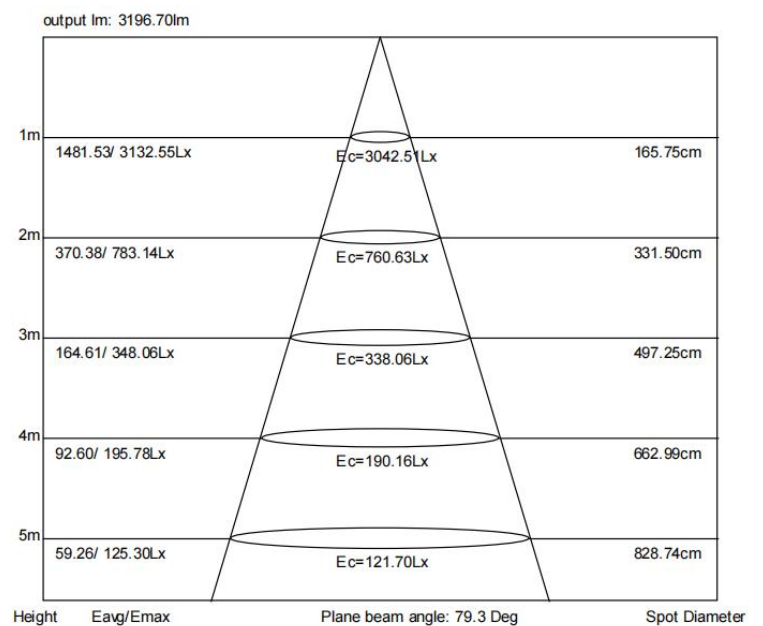 output lm: 3196.70lm
1m
1481.53/ 3132.55Lx
Ec=3042.51Lx
165.75cm
2m
370.38/ 783.14Lx
Ec=760.63Lx
331.50cm
3m
164.61/ 348.06Lx
Ec=338.06Lx
497.25cm
4m
92.60/ 195.78Lx
Ec=190.16Lx
662.99cm
5m
59.26/ 125.30Lx
Ec=121.70Lx
828.74cm
Height Eavg/Emax Plane beam angle: 79.3 Deg Spot Diameter